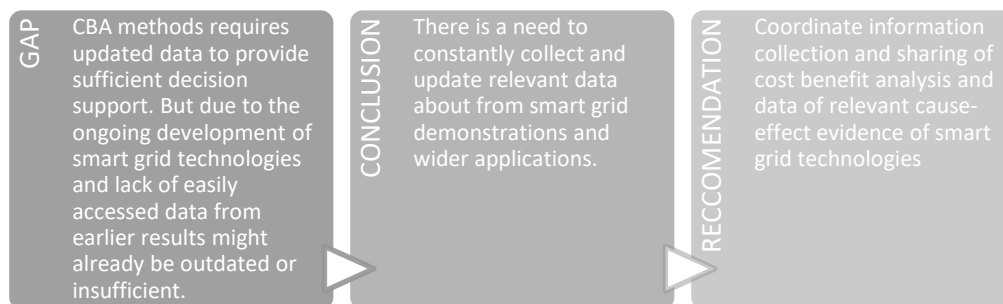 GAP
CBA methods requires
updated data to provide
sufficient decision
support. But due to the
ongoing development of
smart grid technologies
and lack of easily
accessed data from
earlier results might
already be outdated or
insufficient.
CONCLUSION
There is a need to
constantly collect and
update relevant data
about from smart grid
demonstrations and
wider applications.
RECCOMENDATION
Coordinate information
collection and sharing of
cost benefit analysis and
data of relevant cause-
effect evidence of smart
grid technologies